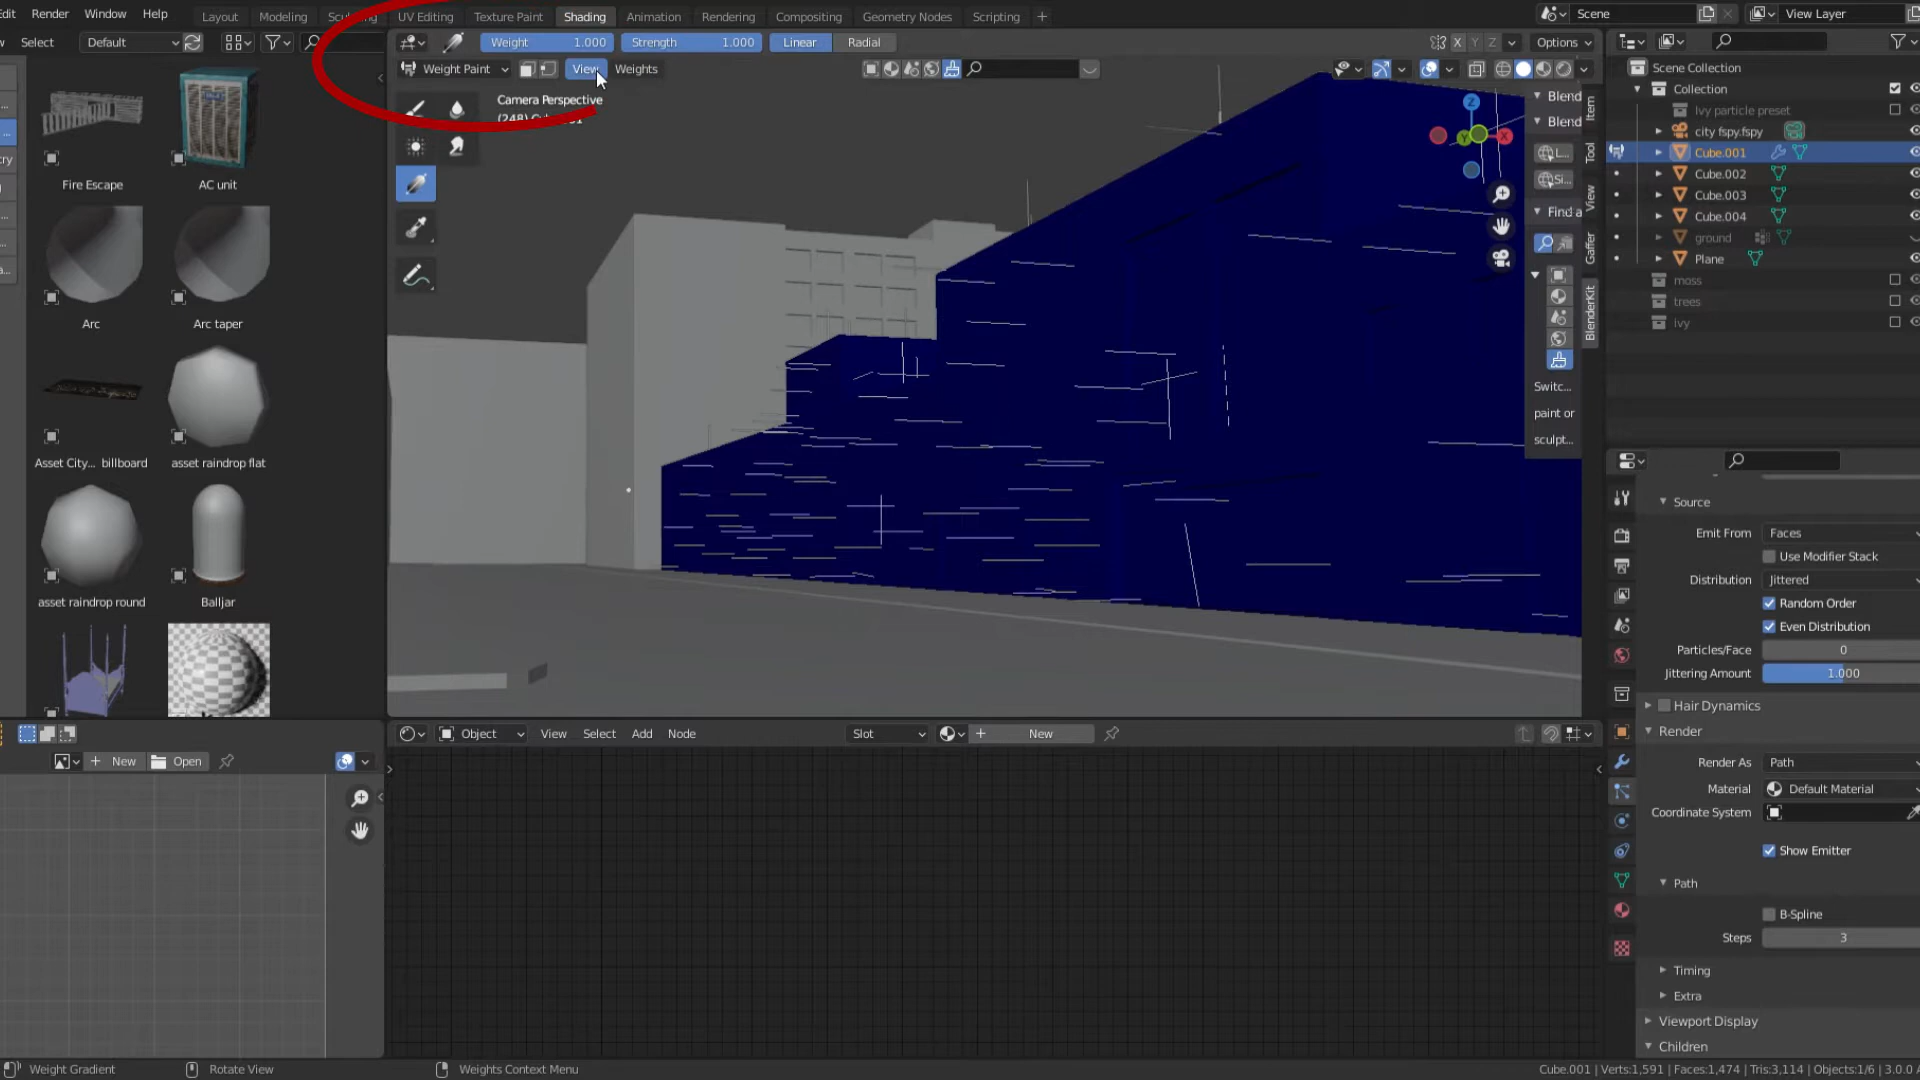 Edit Render Window Help Layout Modeling UV Editing Texture Paint Shading Animation Rendering Compositing Geometry Nodes Scripting Scene View Layer
Select Default Weight 1.000 Strength 1.000 Linear Radial X Y Z Options
Weight Paint View Weights
Camera Perspective
Fire Escape AC unit
Arc Arc taper
Asset City... billboard asset raindrop flat
asset raindrop round Balljar
Z
Y X
Blend
Blend
L...
Si...
Find a
Switc...
paint or
sculpt...
Item
Tool
View
Gaffer
BlenderKit
Scene Collection
Collection
Ivy particle preset
city fspy.fspy
Cube.001
Cube.002
Cube.003
Cube.004
ground
Plane
moss
trees
ivy
Source
Emit From Faces
Use Modifier Stack
Distribution Jittered
Random Order
Even Distribution
Particles/Face 0
Jittering Amount 1.000
Hair Dynamics
Render
Render As Path
Material Default Material
Coordinate System
Show Emitter
Path
B-Spline
Steps 3
Timing
Extra
Viewport Display
Children
Object View Select Add Node Slot New
New Open
Weight Gradient Rotate View Weights Context Menu Cube.001 | Verts:1,591 | Faces:1,474 | Tris:3,114 | Objects:1/6 | 3.0.0